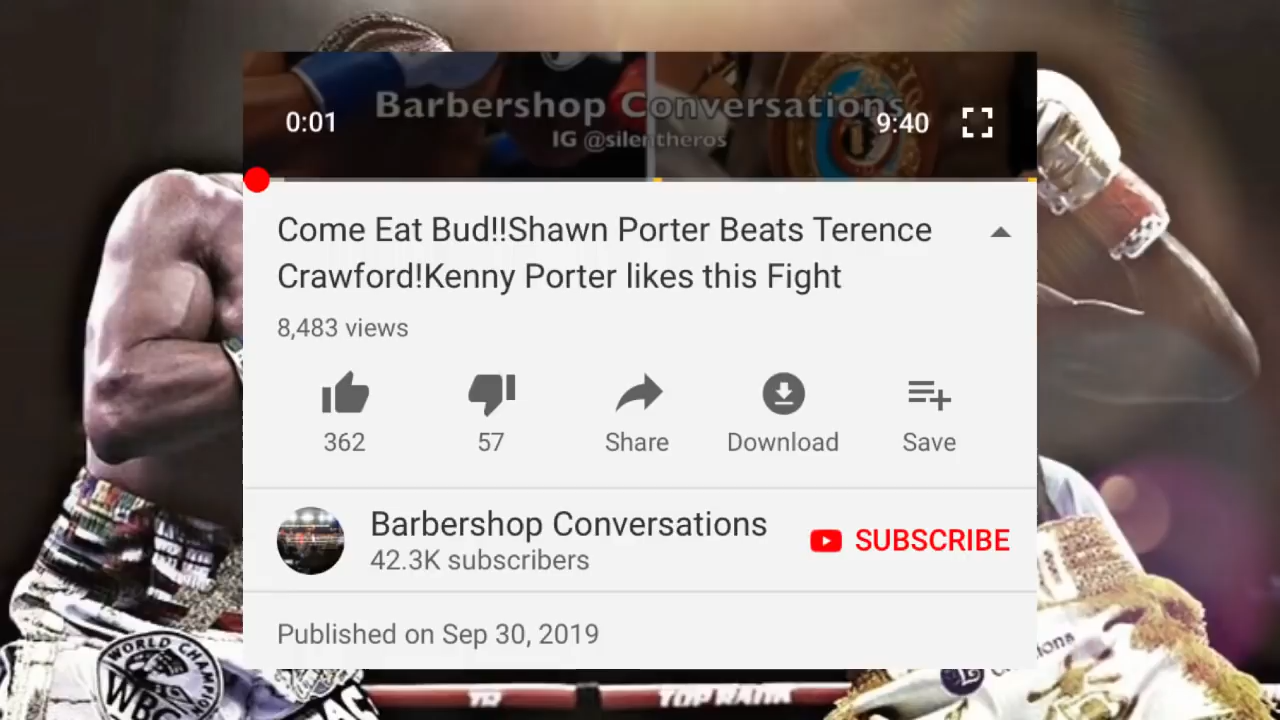 Barbershop Conversations
0:01
9:40
IG @silentheros
Come Eat Bud!!Shawn Porter Beats Terence
Crawford!Kenny Porter likes this Fight
8,483 views
362
57
Share
Download
Save
Barbershop Conversations
SUBSCRIBE
42.3K subscribers
Published on Sep 30, 2019
WORLD
WBC
TOP RANK